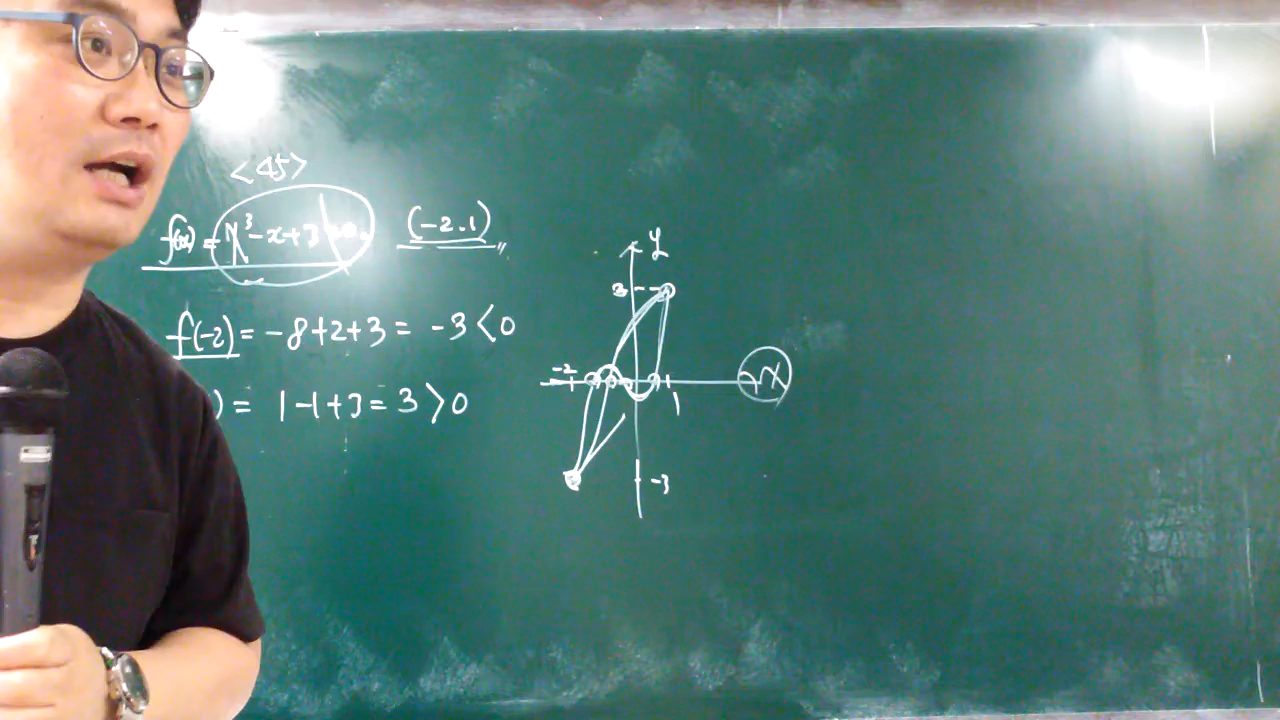 <45>
f(x) = x³-x+3 (-2.1)
f(-2) = -8+2+3 = -3<0
) = 1-1+3 = 3>0
y
3
-2
1
x
-3